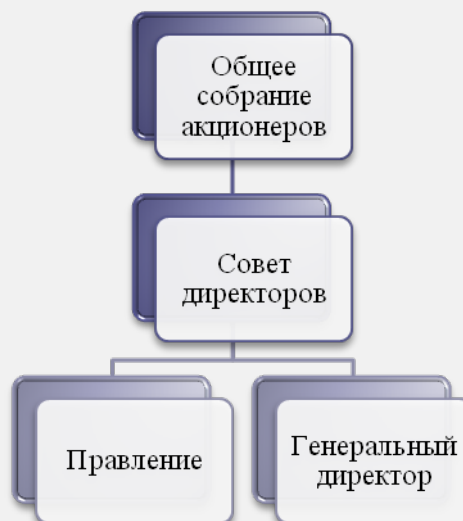 Общее
собрание
акционеров
Совет
директоров
Правление
Генеральный
директор